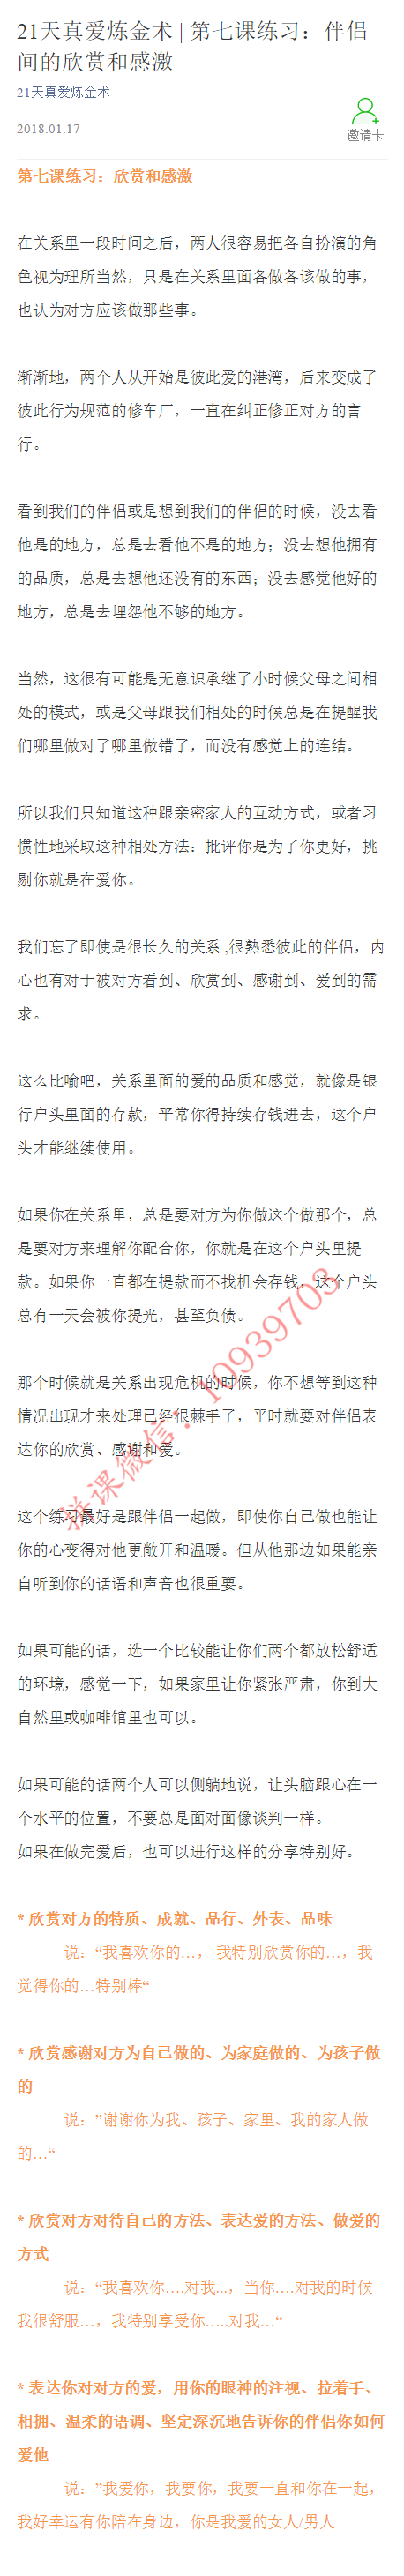 21天真爱炼金术 | 第七课练习：伴侣
间的欣赏和感激
21天真爱炼金术
2018.01.17
邀请卡
第七课练习：欣赏和感激
在关系里一段时间之后，两人很容易把各自扮演的角
色视为理所当然，只是在关系里面各做各该做的事，
也认为对方应该做那些事。
渐渐地，两个人从开始是彼此爱的港湾，后来变成了
彼此行为规范的修车厂，一直在纠正修正对方的言
行。
看到我们的伴侣或是想到我们的伴侣的时候，没去看
他是的地方，总是去看他不是的地方；没去想他拥有
的品质，总是去想他还没有的东西；没去感觉他好的
地方，总是去埋怨他不够的地方。
当然，这很有可能是无意识承继了小时候父母之间相
处的模式，或是父母跟我们相处的时候总是在提醒我
们哪里做对了哪里做错了，而没有感觉上的连结。
所以我们只知道这种跟亲密家人的互动方式，或者习
惯性地采取这种相处方法：批评你是为了你更好，挑
剔你就是在爱你。
我们忘了即使是很长久的关系 ,很熟悉彼此的伴侣，内
心也有对于被对方看到、欣赏到、感谢到、爱到的需
求。
这么比喻吧，关系里面的爱的品质和感觉，就像是银
行户头里面的存款，平常你得持续存钱进去，这个户
头才能继续使用。
如果你在关系里，总是要对方为你做这个做那个，总
是要对方来理解你配合你，你就是在这个户头里提
款。如果你一直都在提款而不找机会存钱，这个户头
总有一天会被你提光，甚至负债。
那个时候就是关系出现危机的时候，你不想等到这种
情况出现才来处理已经很棘手了，平时就要对伴侣表
达你的欣赏、感谢和爱。
这个练习最好是跟伴侣一起做，即使你自己做也能让
你的心变得对他更敞开和温暖。但从他那边如果能亲
自听到你的话语和声音也很重要。
如果可能的话，选一个比较能让你们两个都放松舒适
的环境，感觉一下，如果家里让你紧张严肃，你到大
自然里或咖啡馆里也可以。
如果可能的话两个人可以侧躺地说，让头脑跟心在一
个水平的位置，不要总是面对面像谈判一样。
如果在做完爱后，也可以进行这样的分享特别好。
* 欣赏对方的特质、成就、品行、外表、品味
说：“我喜欢你的…， 我特别欣赏你的…，我
觉得你的…特别棒“
* 欣赏感谢对方为自己做的、为家庭做的、为孩子做
的
说：”谢谢你为我、孩子、家里、我的家人做
的…“
* 欣赏对方对待自己的方法、表达爱的方法、做爱的
方式
说：“我喜欢你….对我...，当你….对我的时候
我很舒服…，我特别享受你…..对我…“
* 表达你对对方的爱，用你的眼神的注视、拉着手、
相拥、温柔的语调、坚定深沉地告诉你的伴侣你如何
爱他
说：”我爱你，我要你，我要一直和你在一起，
我好幸运有你陪在身边，你是我爱的女人/男人
拼课微信：10939703